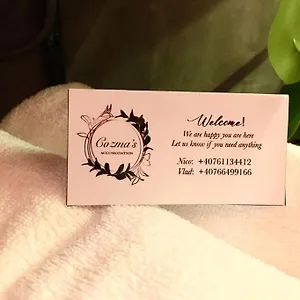 Cozma's
ACCOMODATION
Welcome!
We are happy you are here
Let us know if you need anything
Nico: +40761134412
Vlad: +40766499166